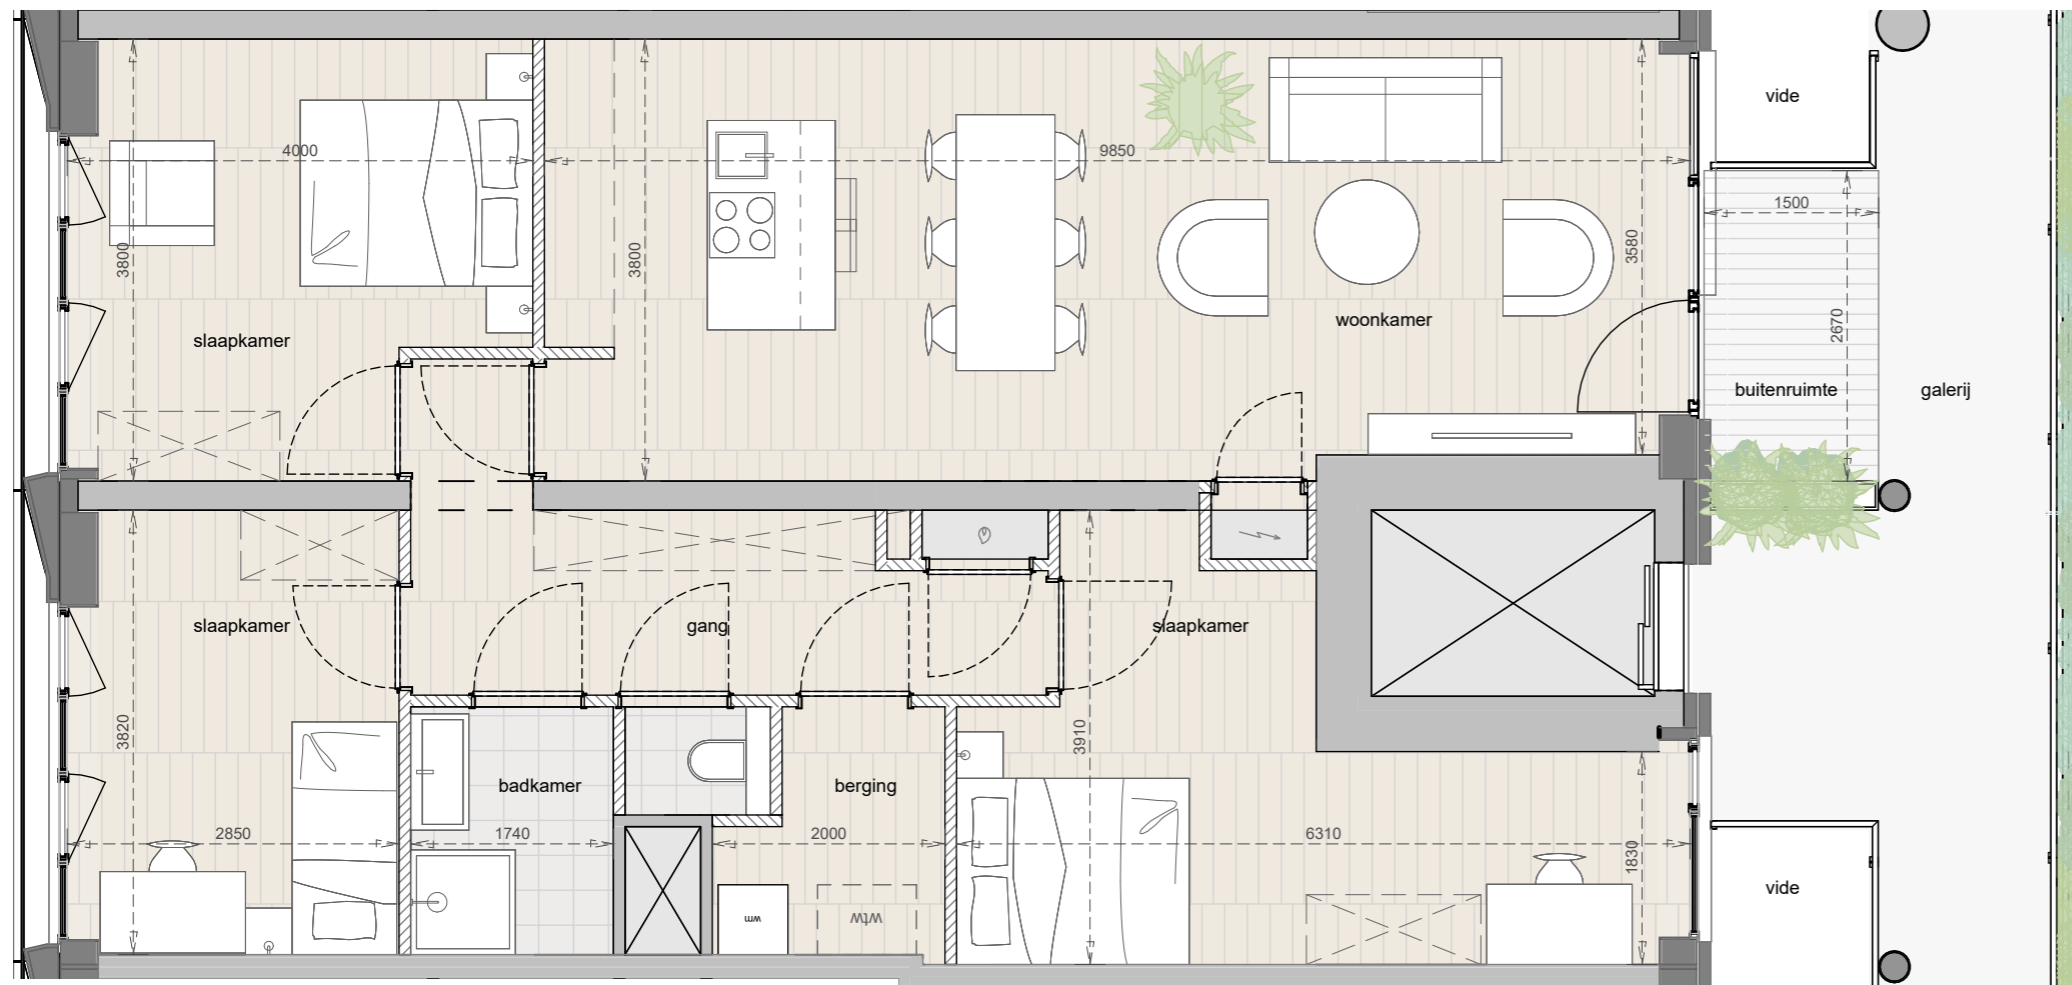 vide
4000
9850
1500
3800
3800
3580
2670
woonkamer
slaapkamer
buitenruimte
galerij
slaapkamer
gang
slaapkamer
3820
3910
badkamer
berging
2850
1740
2000
6310
1830
vide
wm
wtw